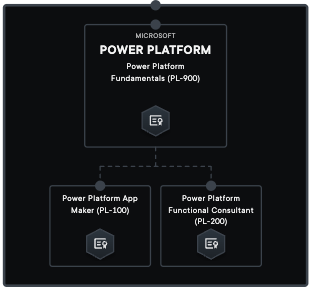 MICROSOFT
POWER PLATFORM
Power Platform
Fundamentals (PL-900)
Power Platform App
Maker (PL-100)
Power Platform
Functional Consultant
(PL-200)